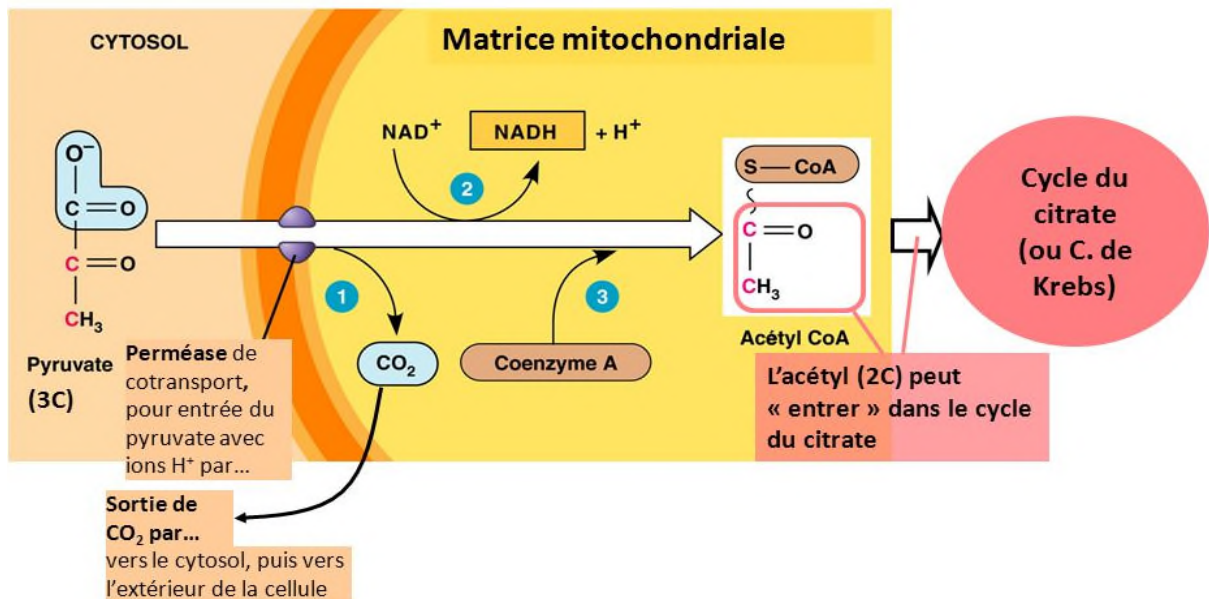 CYTOSOL
Matrice mitochondriale
NAD⁺
NADH
+ H⁺
O⁻
C = O
C = O
CH₃
Pyruvate
(3C)
2
1
3
CO₂
Coenzyme A
S — CoA
C = O
CH₃
Acétyl CoA
Cycle du
citrate
(ou C. de
Krebs)
Perméase de
cotransport,
pour entrée du
pyruvate avec
ions H⁺ par...
L'acétyl (2C) peut
« entrer » dans le cycle
du citrate
Sortie de
CO₂ par...
vers le cytosol, puis vers
l'extérieur de la cellule